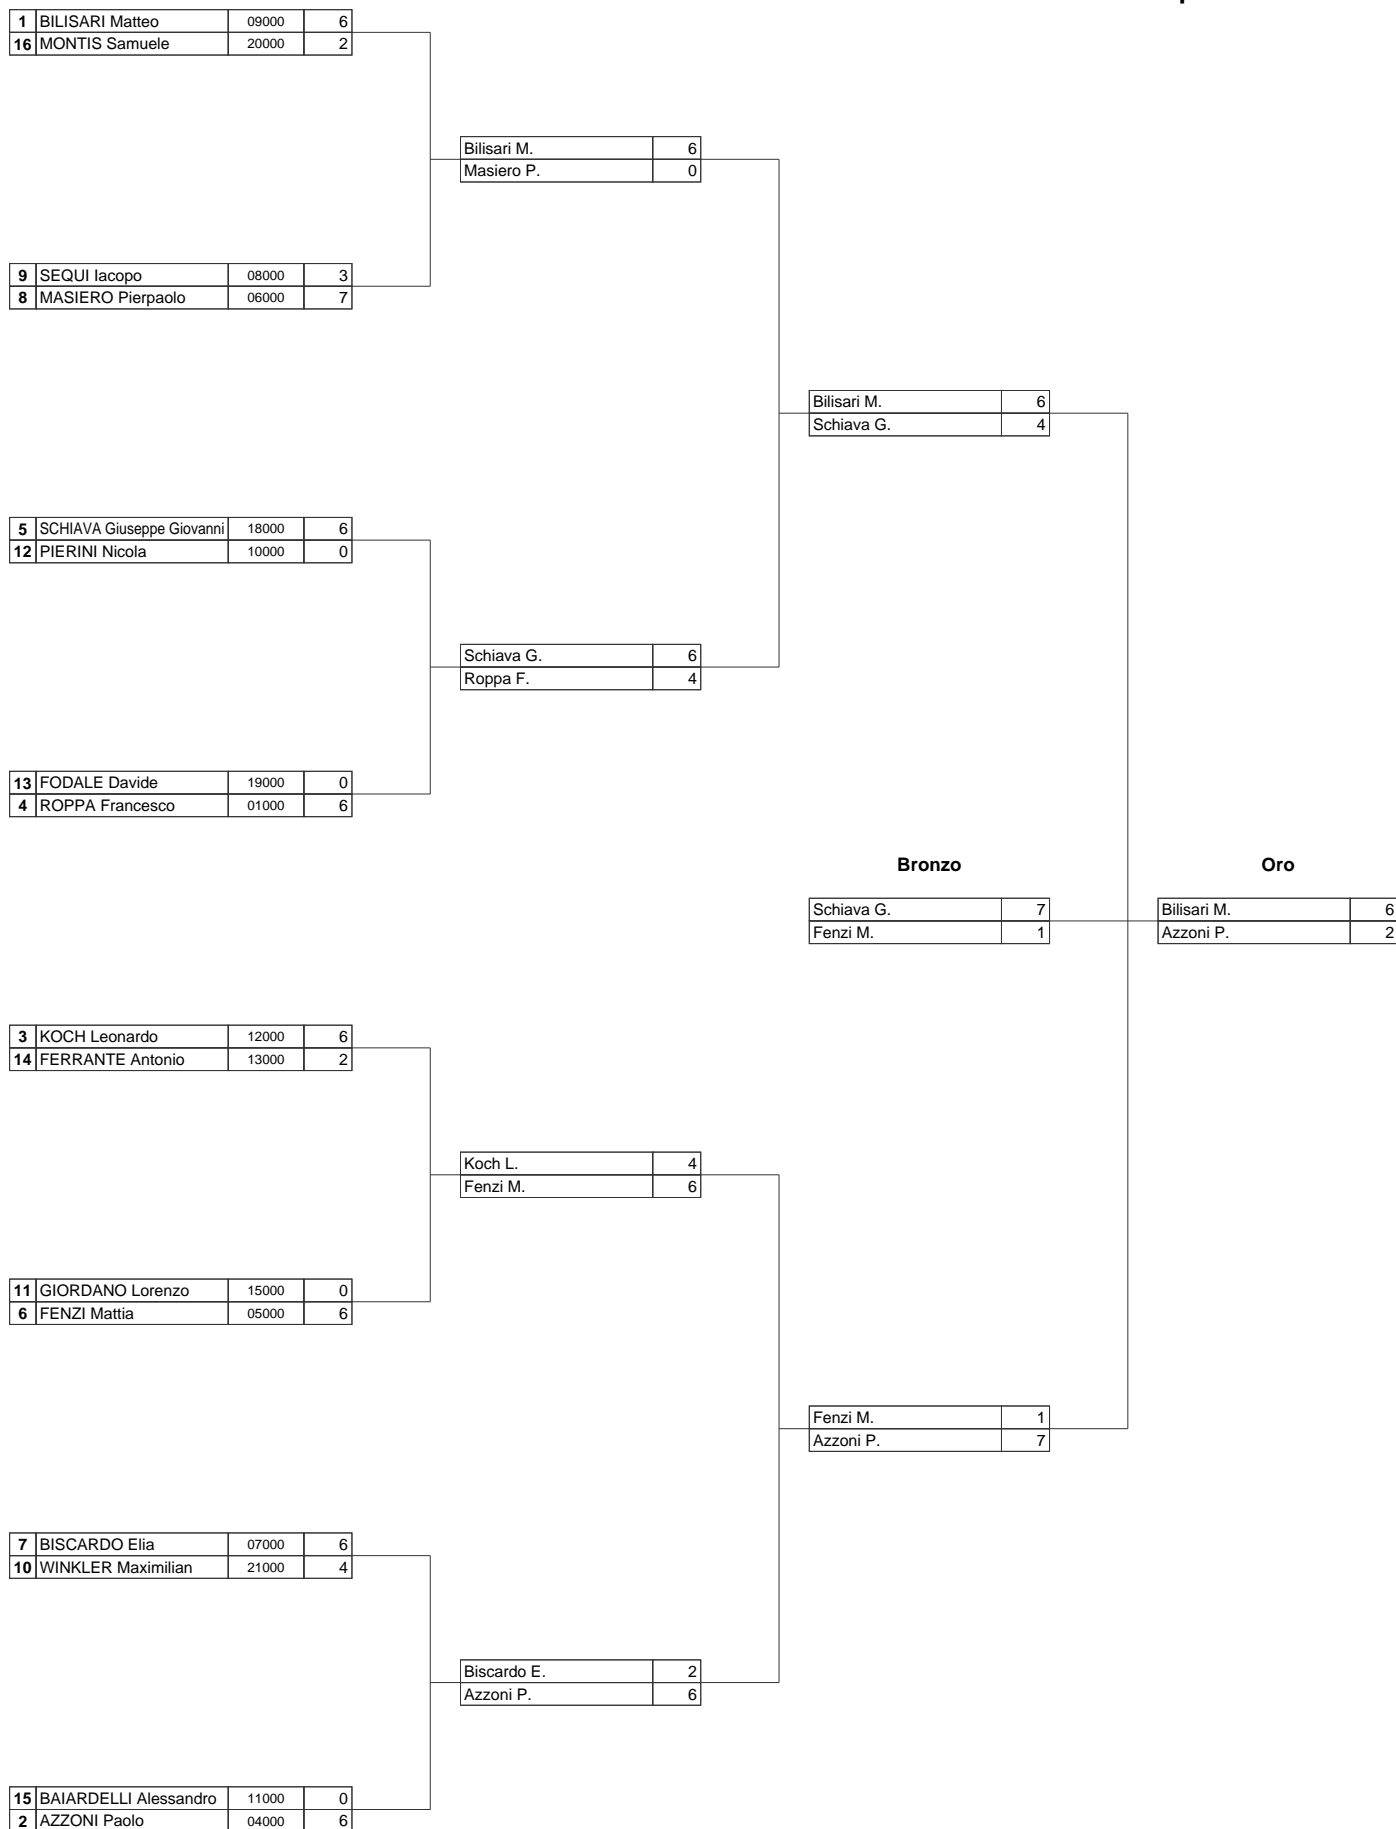 1 BILISARI Matteo 09000 6
16 MONTIS Samuele 20000 2
Bilisari M. 6
Masiero P. 0
9 SEQUI Iacopo 08000 3
8 MASIERO Pierpaolo 06000 7
Bilisari M. 6
Schiava G. 4
5 SCHIAVA Giuseppe Giovanni 18000 6
12 PIERINI Nicola 10000 0
Schiava G. 6
Roppa F. 4
13 FODALE Davide 19000 0
4 ROPPA Francesco 01000 6
Bronzo Oro
Schiava G. 7 Bilisari M. 6
Fenzi M. 1 Azzoni P. 2
3 KOCH Leonardo 12000 6
14 FERRANTE Antonio 13000 2
Koch L. 4
Fenzi M. 6
11 GIORDANO Lorenzo 15000 0
6 FENZI Mattia 05000 6
Fenzi M. 1
Azzoni P. 7
7 BISCARDO Elia 07000 6
10 WINKLER Maximilian 21000 4
Biscardo E. 2
Azzoni P. 6
15 BAIARDELLI Alessandro 11000 0
2 AZZONI Paolo 04000 6